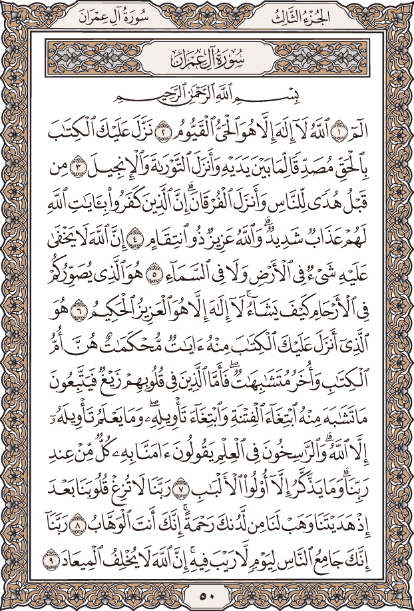 الجزء الثالث
سورة آل عمران
سورة آل عمران
بسم الله الرحمن الرحيم
الٓمٓ ١ ٱللَّهُ لَآ إِلَٰهَ إِلَّا هُوَ ٱلْحَىُّ ٱلْقَيُّومُ ٢ نَزَّلَ عَلَيْكَ ٱلْكِتَٰبَ
بِٱلْحَقِّ مُصَدِّقًا لِّمَا بَيْنَ يَدَيْهِ وَأَنزَلَ ٱلتَّوْرَىٰةَ وَٱلْإِنجِيلَ ٣ مِن
قَبْلُ هُدًى لِّلنَّاسِ وَأَنزَلَ ٱلْفُرْقَانَ ۗ إِنَّ ٱلَّذِينَ كَفَرُوا۟ بِـَٔايَٰتِ ٱللَّهِ
لَهُمْ عَذَابٌ شَدِيدٌ ۗ وَٱللَّهُ عَزِيزٌ ذُو ٱنتِقَامٍ ٤ إِنَّ ٱللَّهَ لَا يَخْفَىٰ
عَلَيْهِ شَىْءٌ فِى ٱلْأَرْضِ وَلَا فِى ٱلسَّمَآءِ ٥ هُوَ ٱلَّذِى يُصَوِّرُكُمْ
فِى ٱلْأَرْحَامِ كَيْفَ يَشَآءُ ۚ لَآ إِلَٰهَ إِلَّا هُوَ ٱلْعَزِيزُ ٱلْحَكِيمُ ٦ هُوَ
ٱلَّذِىٓ أَنزَلَ عَلَيْكَ ٱلْكِتَٰبَ مِنْهُ ءَايَٰتٌ مُّحْكَمَٰتٌ هُنَّ أُمُّ
ٱلْكِتَٰبِ وَأُخَرُ مُتَشَٰبِهَٰتٌ ۖ فَأَمَّا ٱلَّذِينَ فِى قُلُوبِهِمْ زَيْغٌ فَيَتَّبِعُونَ
مَا تَشَٰبَهَ مِنْهُ ٱبْتِغَآءَ ٱلْفِتْنَةِ وَٱبْتِغَآءَ تَأْوِيلِهِۦ ۗ وَمَا يَعْلَمُ تَأْوِيلَهُۥٓ
إِلَّا ٱللَّهُ ۗ وَٱلرَّٰسِخُونَ فِى ٱلْعِلْمِ يَقُولُونَ ءَامَنَّا بِهِۦ كُلٌّ مِّنْ عِندِ
رَبِّنَا ۗ وَمَا يَذَّكَّرُ إِلَّآ أُو۟لُوا۟ ٱلْأَلْبَٰبِ ٧ رَبَّنَا لَا تُزِغْ قُلُوبَنَا بَعْدَ
إِذْ هَدَيْتَنَا وَهَبْ لَنَا مِن لَّدُنكَ رَحْمَةً ۚ إِنَّكَ أَنتَ ٱلْوَهَّابُ ٨ رَبَّنَآ
إِنَّكَ جَامِعُ ٱلنَّاسِ لِيَوْمٍ لَّا رَيْبَ فِيهِ ۚ إِنَّ ٱللَّهَ لَا يُخْلِفُ ٱلْمِيعَادَ ٩
٥٠